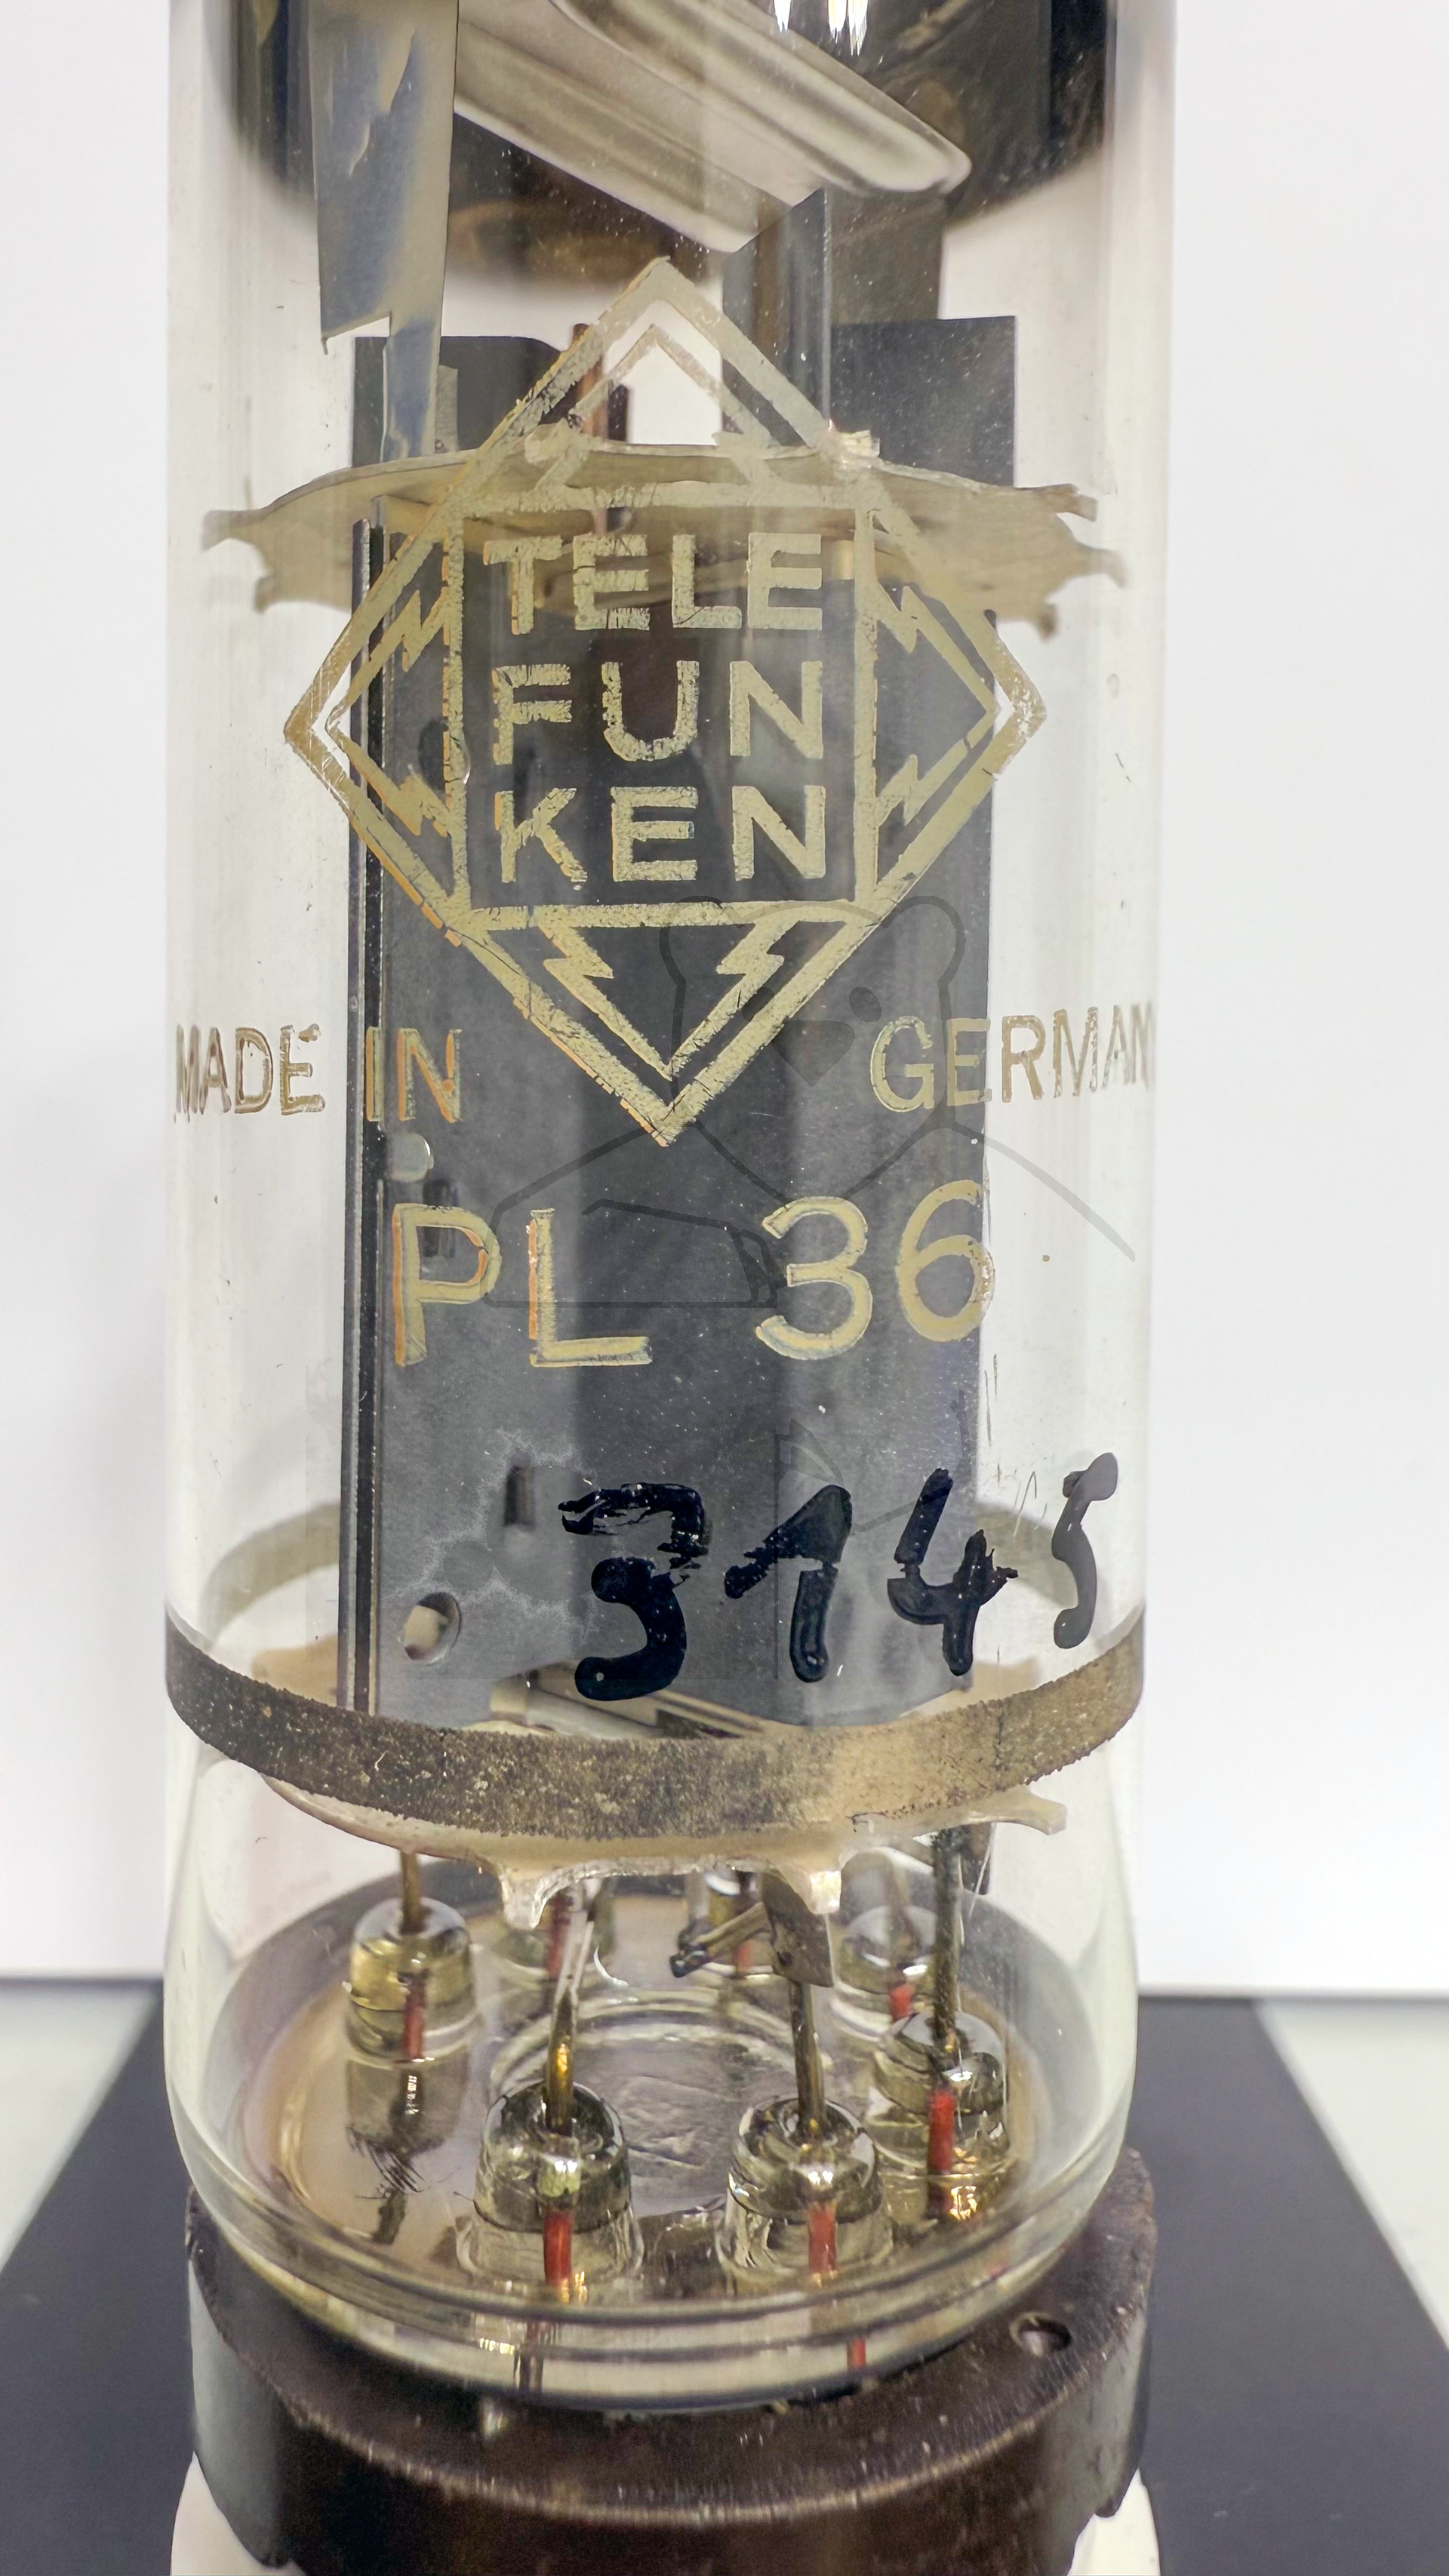 TELE
FUN
KEN
MADE IN GERMANY
PL 36
3145